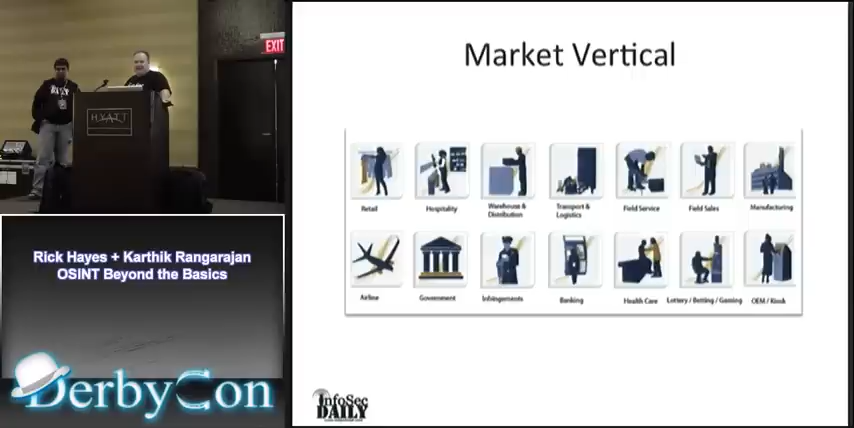 EXIT
HYATT
Rick Hayes + Karthik Rangarajan
OSINT Beyond the Basics
DerbyCon
Market Vertical
Retail
Hospitality
Warehouse &
Distribution
Transport &
Logistics
Field Service
Field Sales
Manufacturing
Airline
Government
Infringements
Banking
Health Care
Lottery / Betting / Gaming
OEM / Kiosk
InfoSec
DAILY